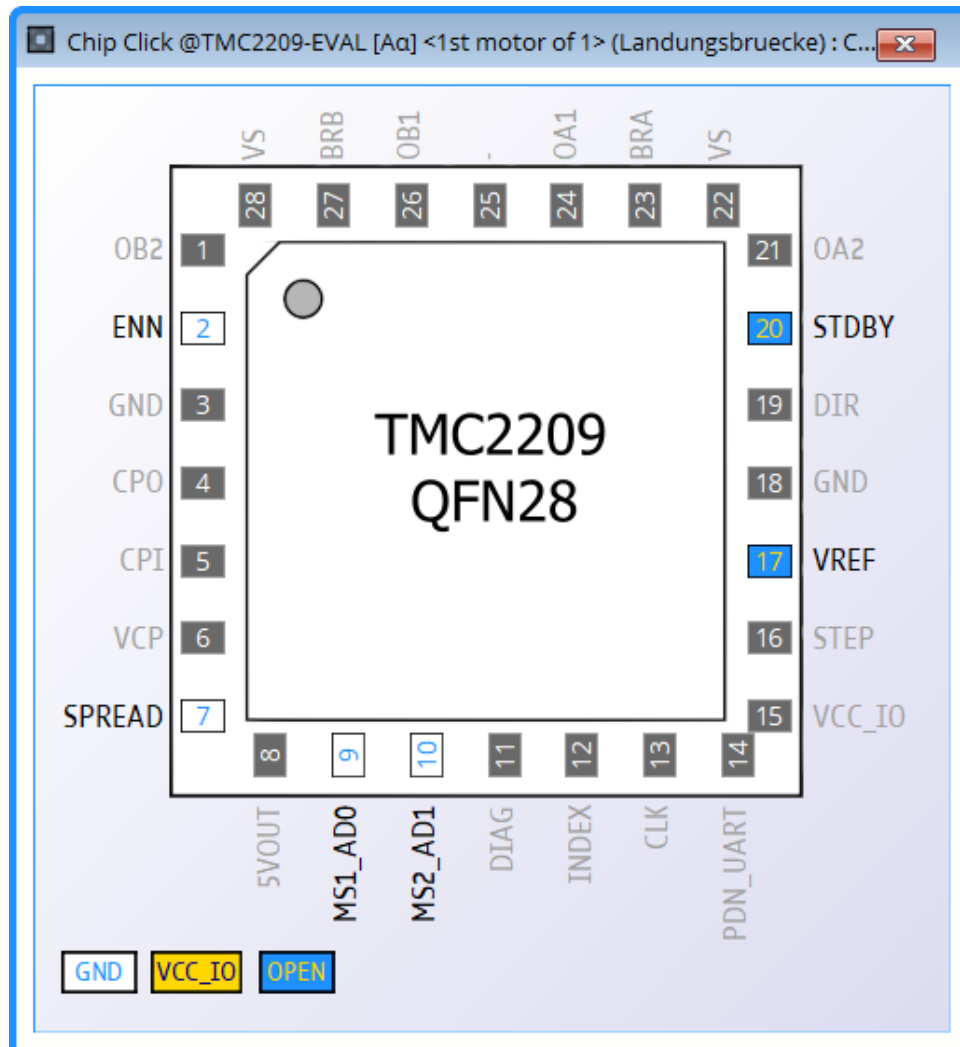 Chip Click @TMC2209-EVAL [Aα] <1st motor of 1> (Landungsbruecke) : C...
VS BRB OB1 - OA1 BRA VS
28 27 26 25 24 23 22
OB2 1
21 OA2
ENN 2
20 STDBY
GND 3
19 DIR
CPO 4
18 GND
CPI 5
17 VREF
VCP 6
16 STEP
SPREAD 7
15 VCC_IO
TMC2209
QFN28
8 9 10 11 12 13 14
5VOUT MS1_AD0 MS2_AD1 DIAG INDEX CLK PDN_UART
GND VCC_IO OPEN